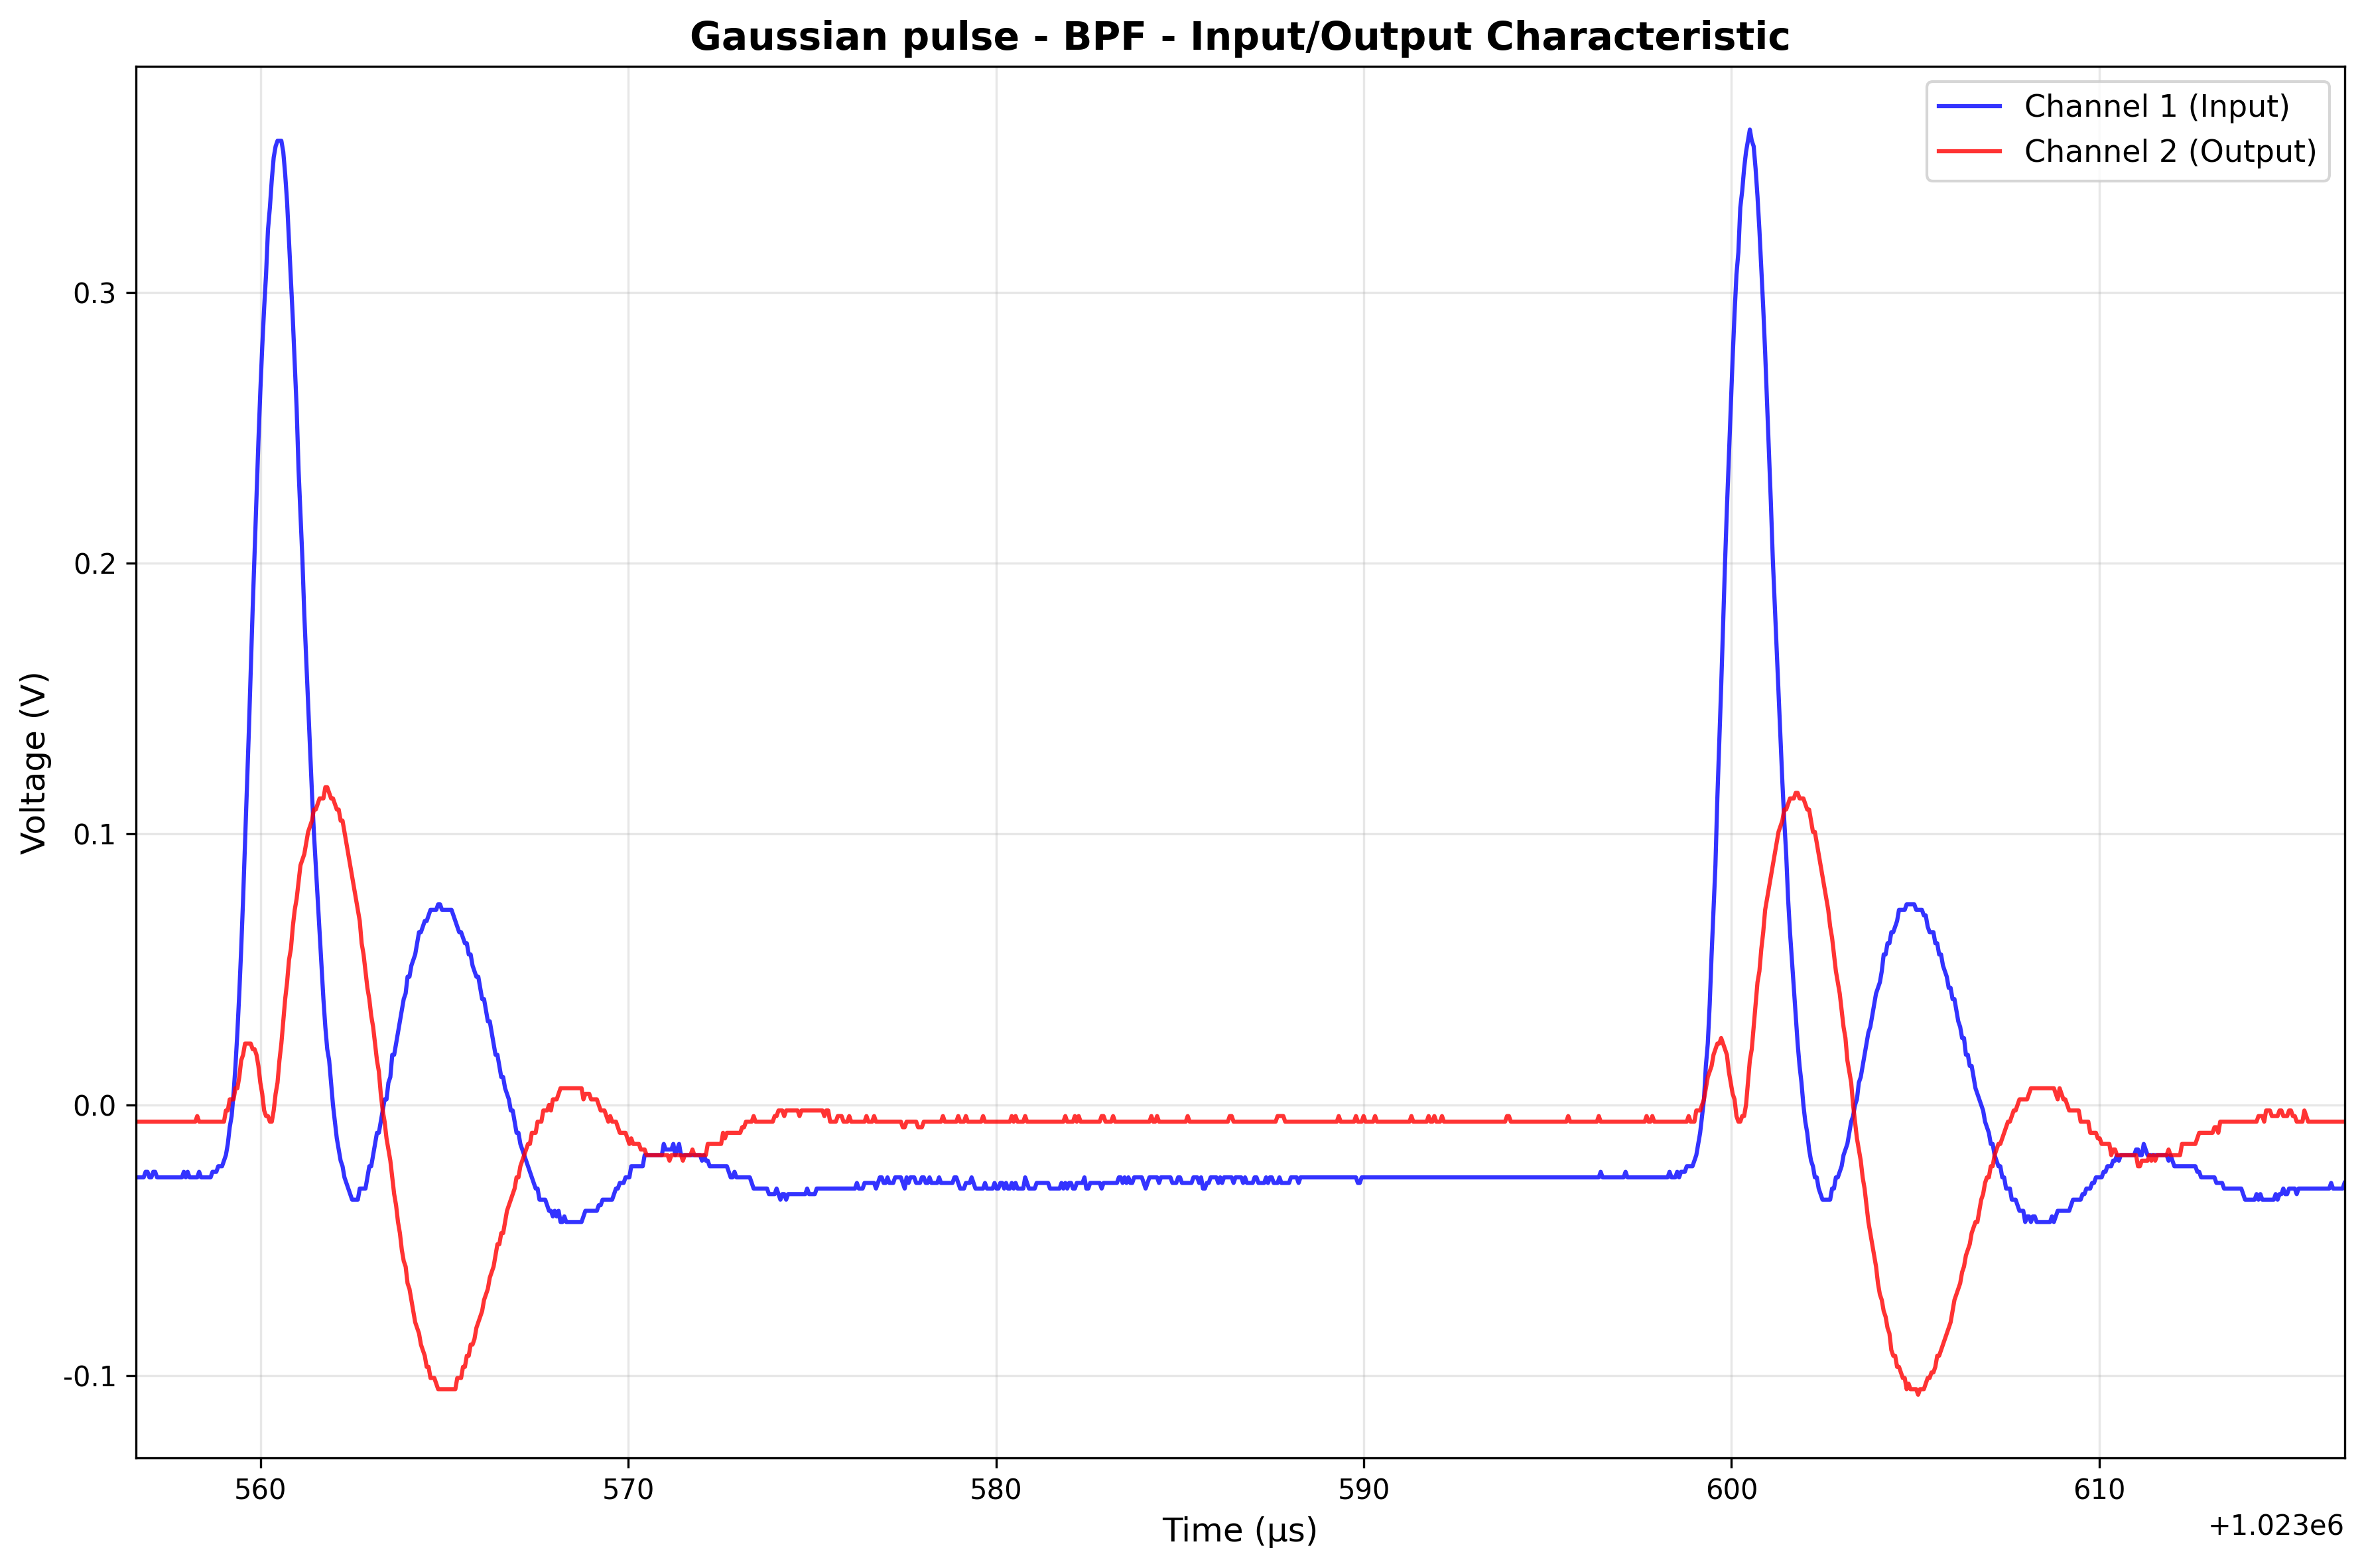 Gaussian pulse - BPF - Input/Output Characteristic
Channel 1 (Input)
Channel 2 (Output)
Voltage (V)
0.3
0.2
0.1
0.0
-0.1
560 570 580 590 600 610
Time (μs)
+1.023e6